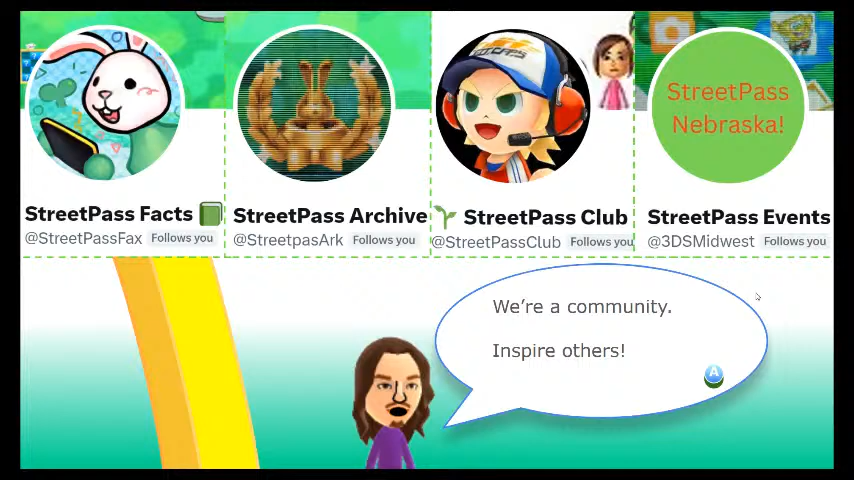 StreetPass Facts
@StreetPassFax Follows you
StreetPass Archive
@StreetpasArk Follows you
StreetPass Club
@StreetPassClub Follows you
StreetPass
Nebraska!
StreetPass Events
@3DSMidwest Follows you
We’re a community.
Inspire others!
A